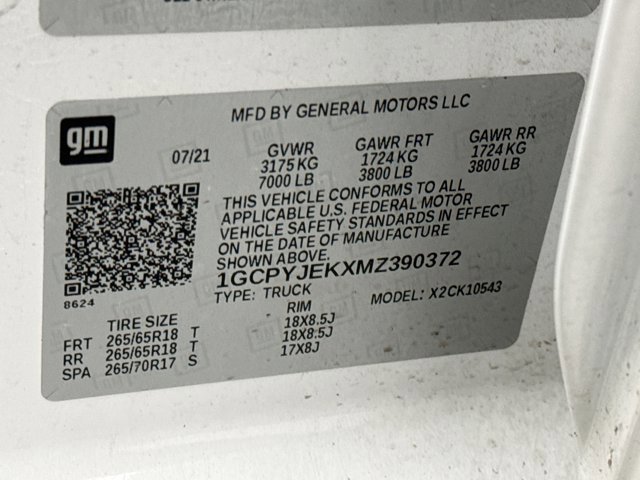 MFD BY GENERAL MOTORS LLC
gm
07/21
GVWR GAWR FRT GAWR RR
3175 KG 1724 KG 1724 KG
7000 LB 3800 LB 3800 LB
THIS VEHICLE CONFORMS TO ALL
APPLICABLE U.S. FEDERAL MOTOR
VEHICLE SAFETY STANDARDS IN EFFECT
ON THE DATE OF MANUFACTURE
SHOWN ABOVE.
1GCPYJEKXMZ390372
8624
TYPE: TRUCK MODEL: X2CK10543
TIRE SIZE RIM
FRT 265/65R18 T 18X8.5J
RR 265/65R18 T 18X8.5J
SPA 265/70R17 S 17X8J